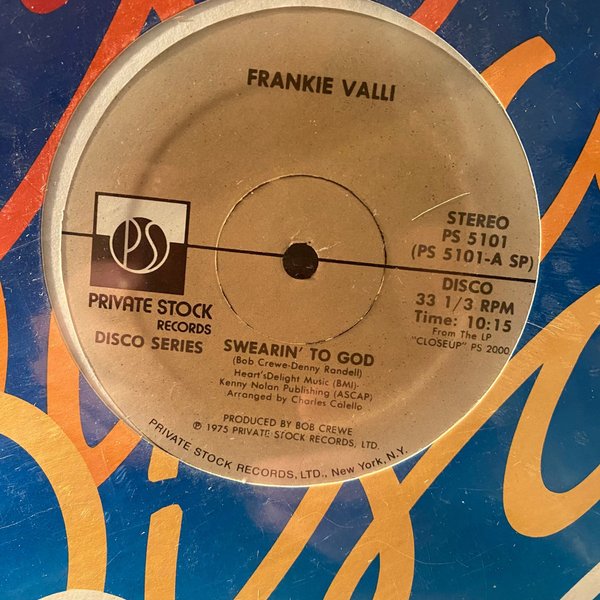 FRANKIE VALLI
PS
PRIVATE STOCK
RECORDS
DISCO SERIES
STEREO
PS 5101
(PS 5101-A SP)
DISCO
33 1/3 RPM
Time: 10:15
From The LP
"CLOSEUP" PS 2000
SWEARIN' TO GOD
(Bob Crewe-Denny Randell)
Heart'sDelight Music (BMI)-
Kenny Nolan Publishing (ASCAP)
Arranged by Charles Calello
PRODUCED BY BOB CREWE
℗ 1975 PRIVATE STOCK RECORDS, LTD.
PRIVATE STOCK RECORDS, LTD., New York, N.Y.